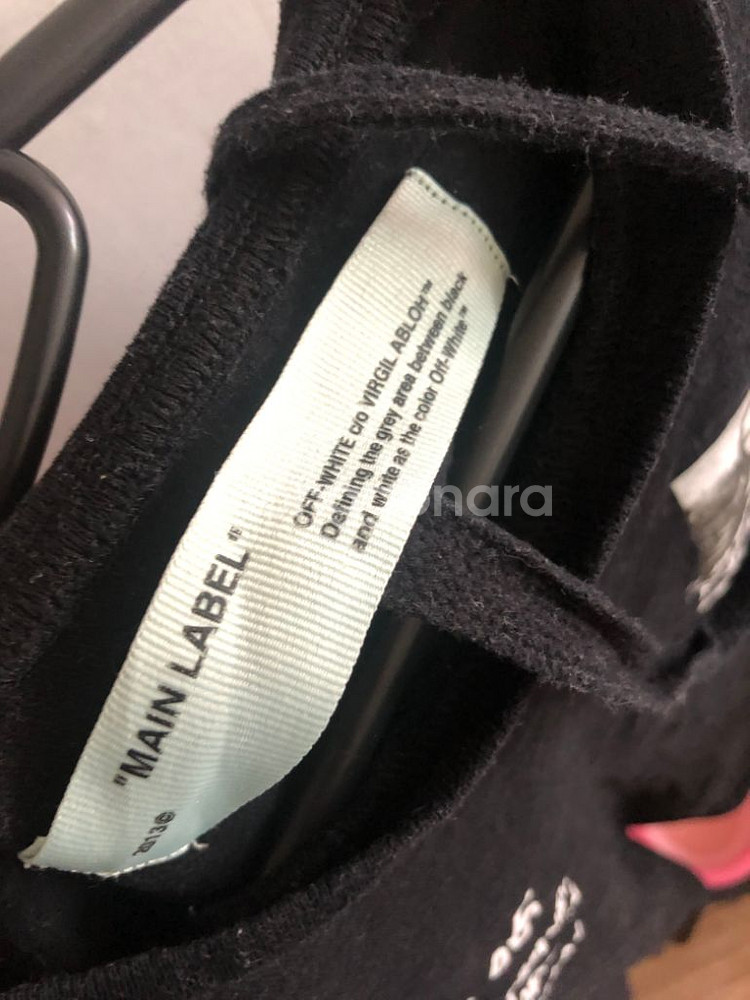 "MAIN LABEL"
OFF-WHITE c/o VIRGIL ABLOH™
Defining the grey area between black
and white as the color Off-White™
2013©
nara